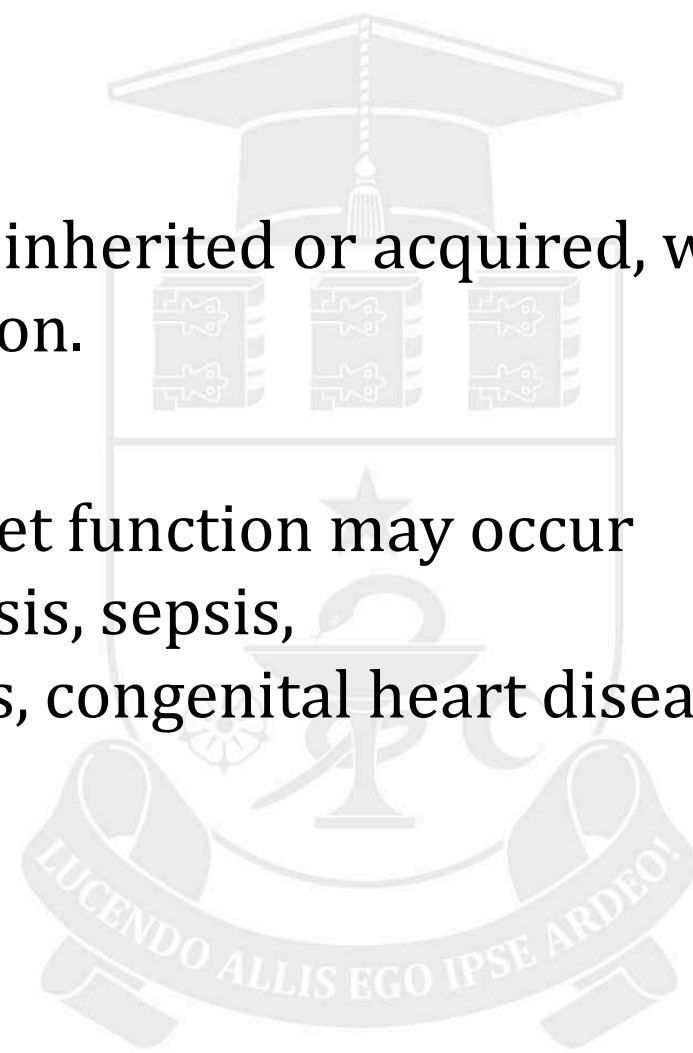 inherited or acquired, w
on.
et function may occur
sis, sepsis,
s, congenital heart disea
LUCENDO ALLIS EGO IPSE ARDEO!